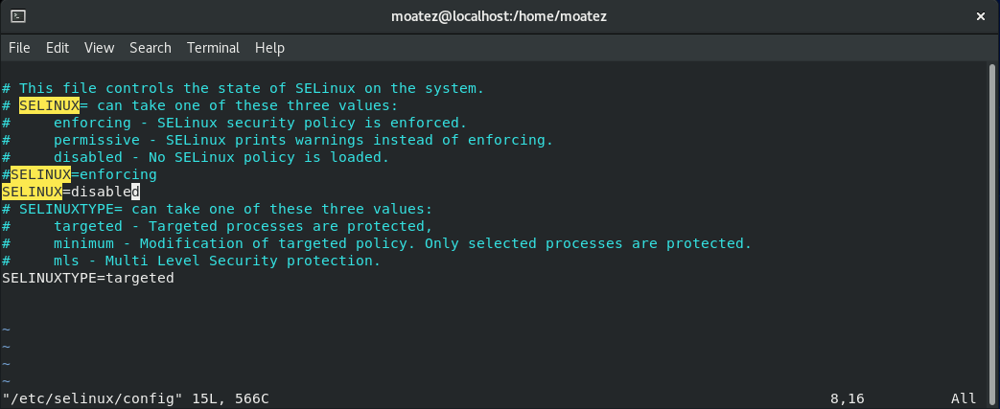 moatez@localhost:/home/moatez
File Edit View Search Terminal Help
# This file controls the state of SELinux on the system.
# SELINUX= can take one of these three values:
#     enforcing - SELinux security policy is enforced.
#     permissive - SELinux prints warnings instead of enforcing.
#     disabled - No SELinux policy is loaded.
#SELINUX=enforcing
SELINUX=disabled
# SELINUXTYPE= can take one of these three values:
#     targeted - Targeted processes are protected,
#     minimum - Modification of targeted policy. Only selected processes are protected.
#     mls - Multi Level Security protection.
SELINUXTYPE=targeted
~
~
~
~
"/etc/selinux/config" 15L, 566C 8,16 All